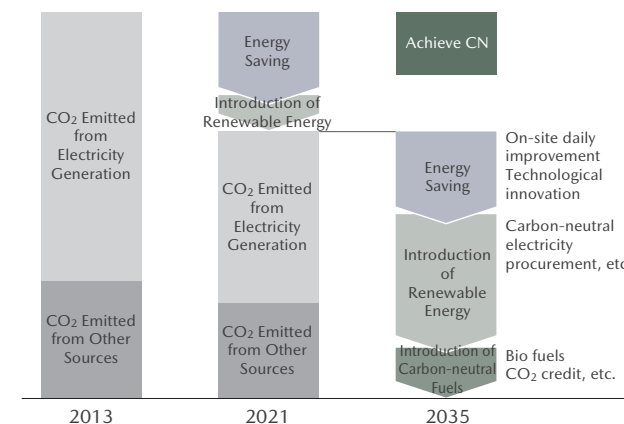 CO2 Emitted
from
Electricity
Generation
CO2 Emitted
from Other
Sources
2013
Energy
Saving
Introduction of
Renewable Energy
CO2 Emitted
from
Electricity
Generation
CO2 Emitted
from Other
Sources
2021
Achieve CN
Energy
Saving
On-site daily
improvement
Technological
innovation
Introduction
of
Renewable
Energy
Carbon-neutral
electricity
procurement, etc
Introduction of
Carbon-neutral
Fuels
Bio fuels
CO2 credit, etc.
2035